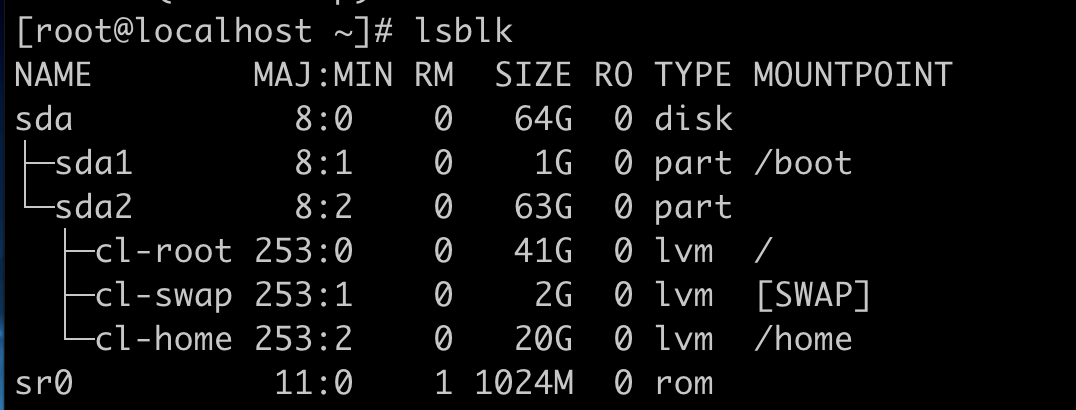 [root@localhost ~]# lsblk
NAME        MAJ:MIN RM  SIZE RO TYPE MOUNTPOINT
sda           8:0    0   64G  0 disk
├─sda1        8:1    0    1G  0 part /boot
└─sda2        8:2    0   63G  0 part
  ├─cl-root 253:0    0   41G  0 lvm  /
  ├─cl-swap 253:1    0    2G  0 lvm  [SWAP]
  └─cl-home 253:2    0   20G  0 lvm  /home
sr0          11:0    1 1024M  0 rom